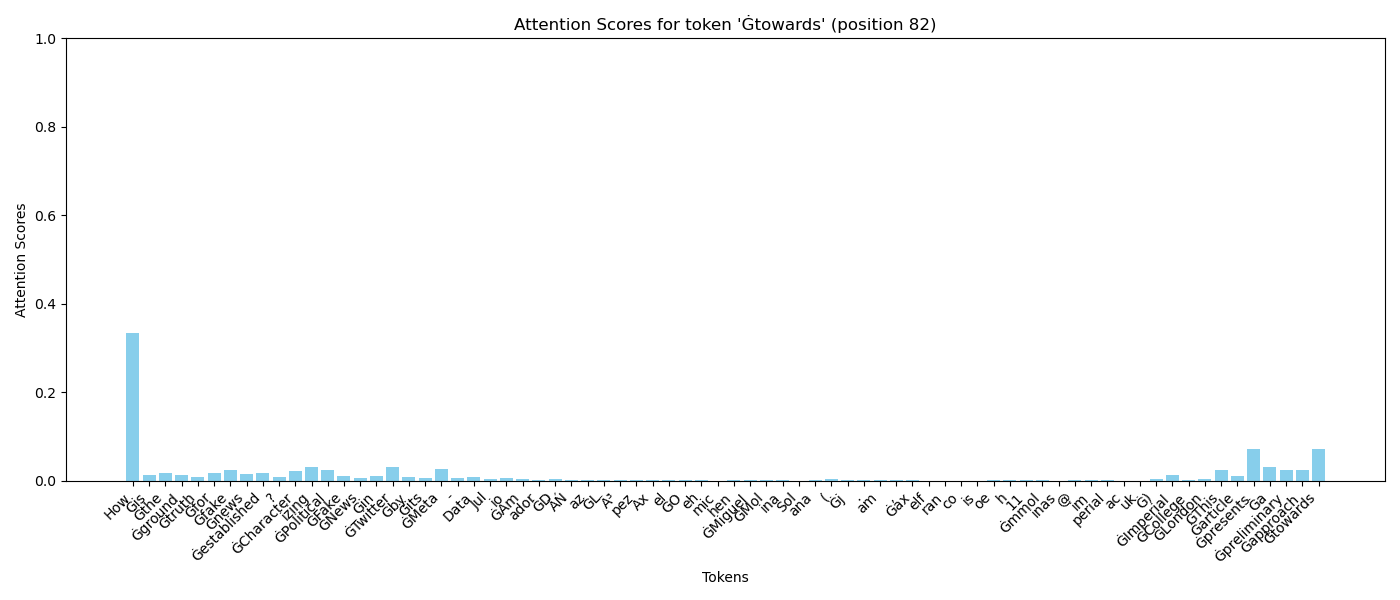 Attention Scores for token 'Ġtowards' (position 82)
Attention Scores
1.0
0.8
0.6
0.4
0.2
0.0
How
Ġis
Ġthe
Ġground
Ġtruth
Ġfor
Ġfake
Ġnews
Ġestablished
?
ĠCharacter
izing
ĠPolitical
ĠFake
ĠNews
Ġin
ĠTwitter
Ġby
Ġits
ĠMeta
-
Data
Jul
io
ĠAm
ador
ĠD
az
ĠL
pez
Ax
el
ĠO
eh
mic
hen
ĠMiguel
ĠMol
ina
Sol
ana
(
Ġj
.
am
Ġáx
elf
ran
co
is
oe
h
11
Ġmmol
inas
@
im
perial
.
ac
.
uk
Ġ)
ĠImperial
ĠCollege
ĠLondon
ĠThis
Ġarticle
Ġpresents
Ġa
Ġpreliminary
Ġapproach
Ġtowards
Tokens